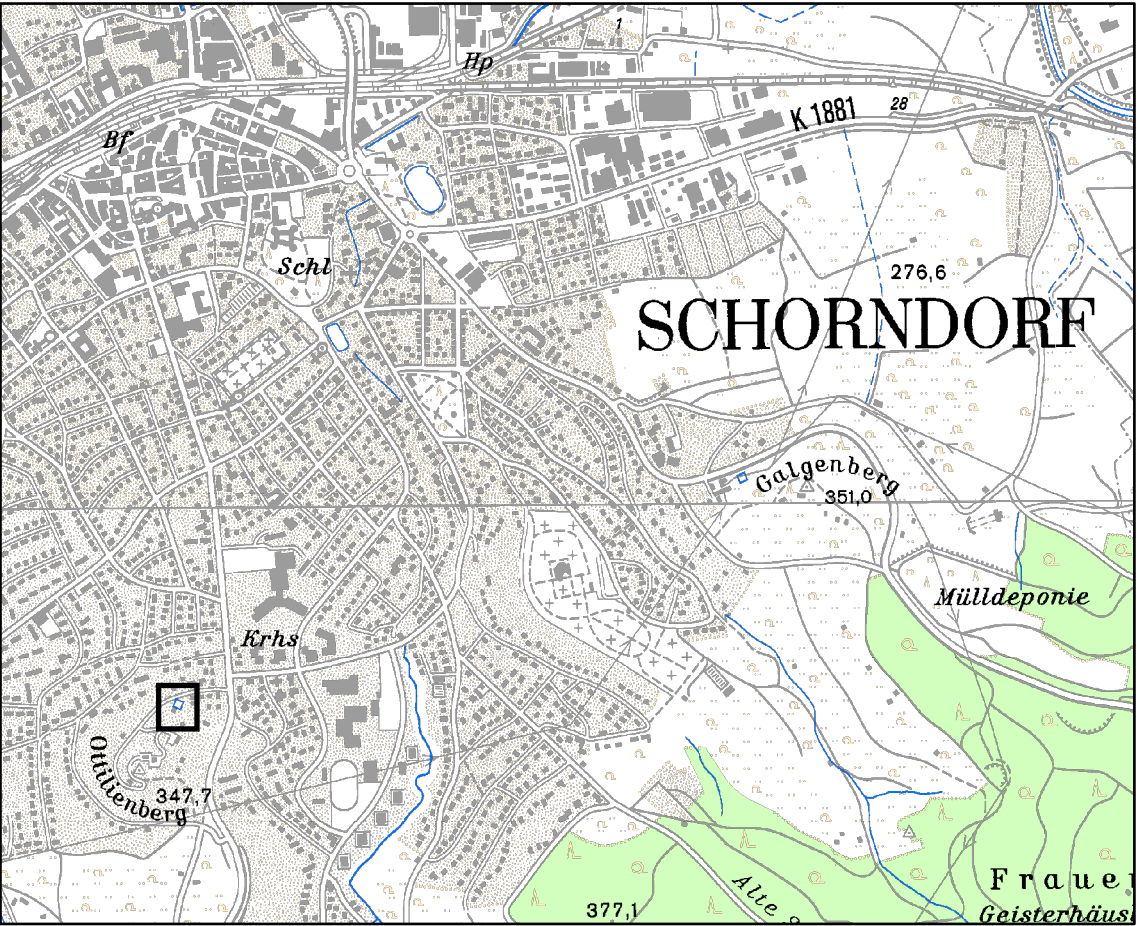 1
Hp
28
K 1881
Bf
Schl
276,6
SCHORNDORF
Galgenberg
351,0
Mülldeponie
Krhs
Ottilienberg
347,7
Alte
377,1
Fraue
Geisterhäusl